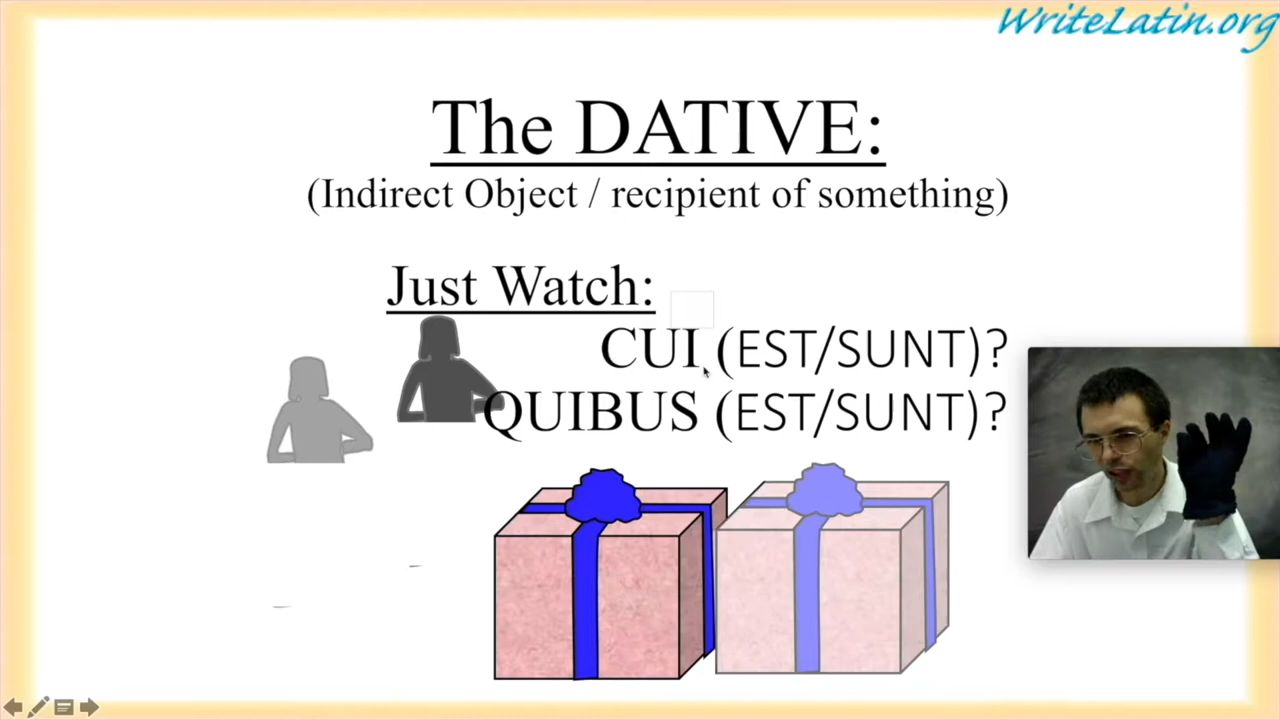 WriteLatin.org
The DATIVE:
(Indirect Object / recipient of something)
Just Watch:
CUI (EST/SUNT)?
QUIBUS (EST/SUNT)?